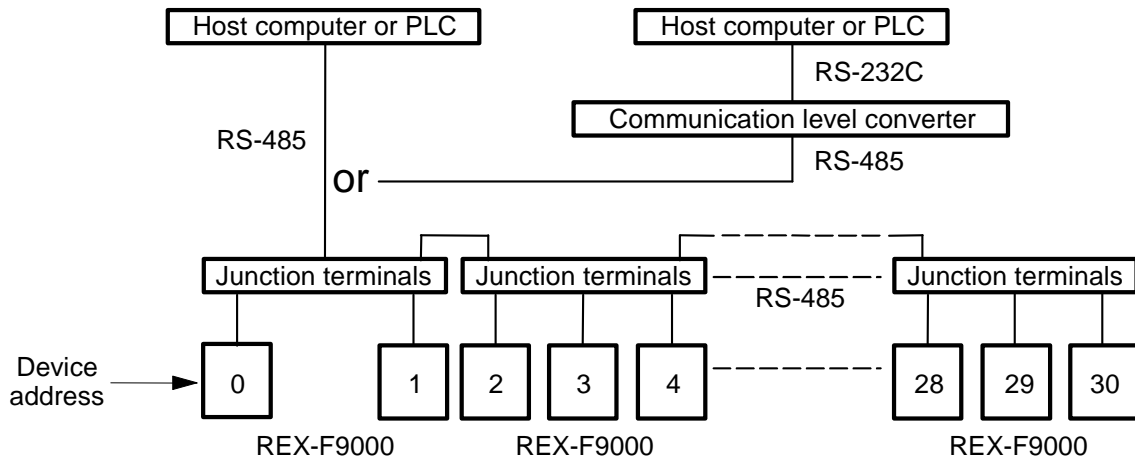 Host computer or PLC
Host computer or PLC
RS-232C
Communication level converter
RS-485
RS-485
or
Junction terminals
Junction terminals
Junction terminals
RS-485
Device
address
0
1
2
3
4
28
29
30
REX-F9000
REX-F9000
REX-F9000